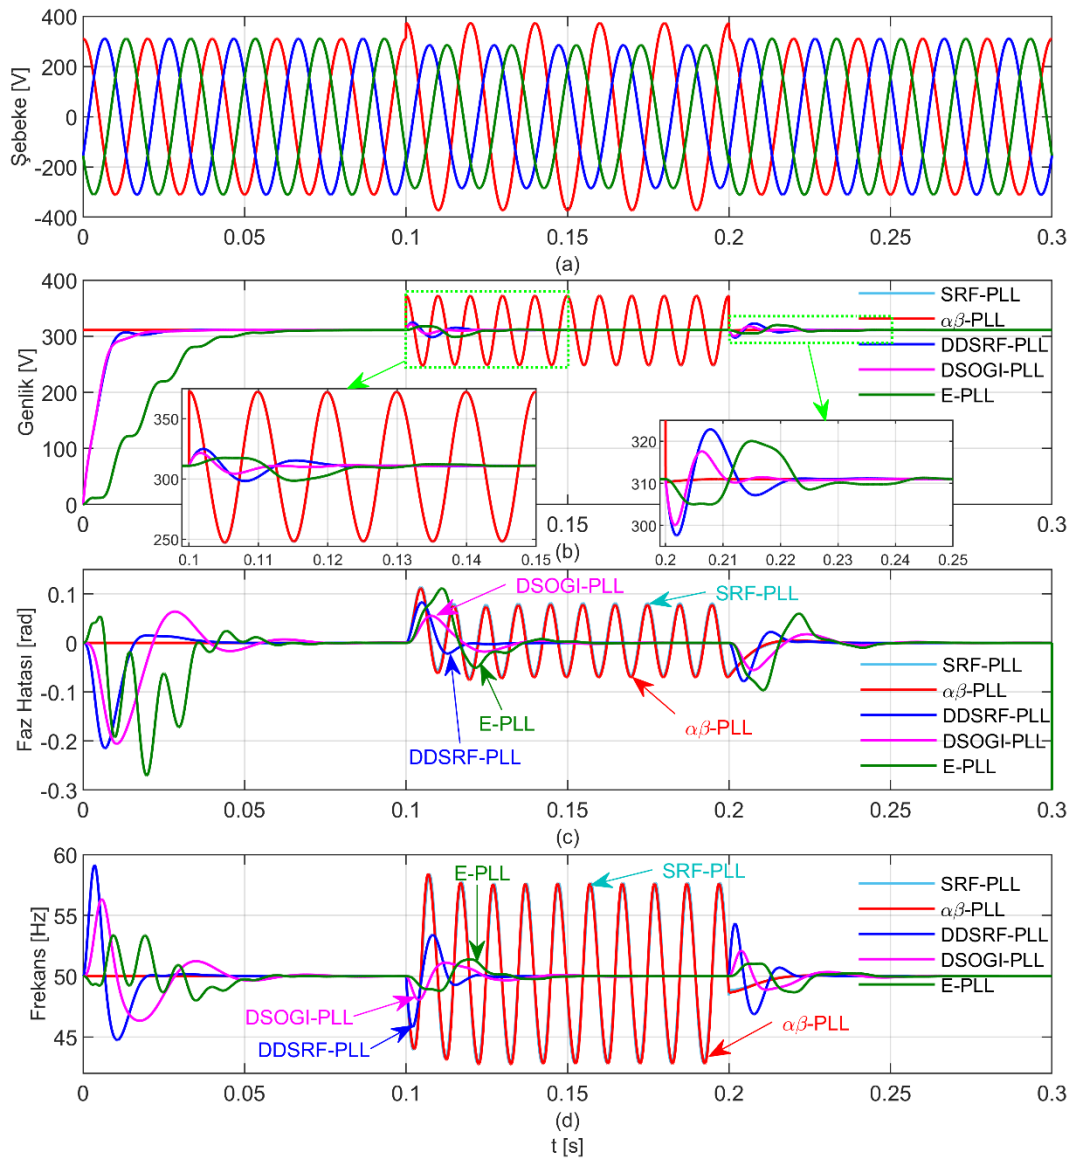 400
200
0
-200
-400
Şebeke [V]
0
0.05
0.1
0.15
0.2
0.25
0.3
(a)
400
300
200
100
0
Genlik [V]
SRF-PLL
αβ-PLL
DDSRF-PLL
DSOGI-PLL
E-PLL
350
300
250
0.1
0.11
0.12
0.13
0.14
0.15
320
310
300
0.2
0.21
0.22
0.23
0.24
0.25
0
0.15
0.3
(b)
0.1
0
-0.1
-0.2
-0.3
Faz Hatası [rad]
DSOGI-PLL
SRF-PLL
E-PLL
DDSRF-PLL
αβ-PLL
SRF-PLL
αβ-PLL
DDSRF-PLL
DSOGI-PLL
E-PLL
0
0.05
0.1
0.15
0.2
0.25
0.3
(c)
60
55
50
45
Frekans [Hz]
E-PLL
SRF-PLL
DSOGI-PLL
DDSRF-PLL
αβ-PLL
SRF-PLL
αβ-PLL
DDSRF-PLL
DSOGI-PLL
E-PLL
0
0.05
0.1
0.15
0.2
0.25
0.3
(d)
t [s]